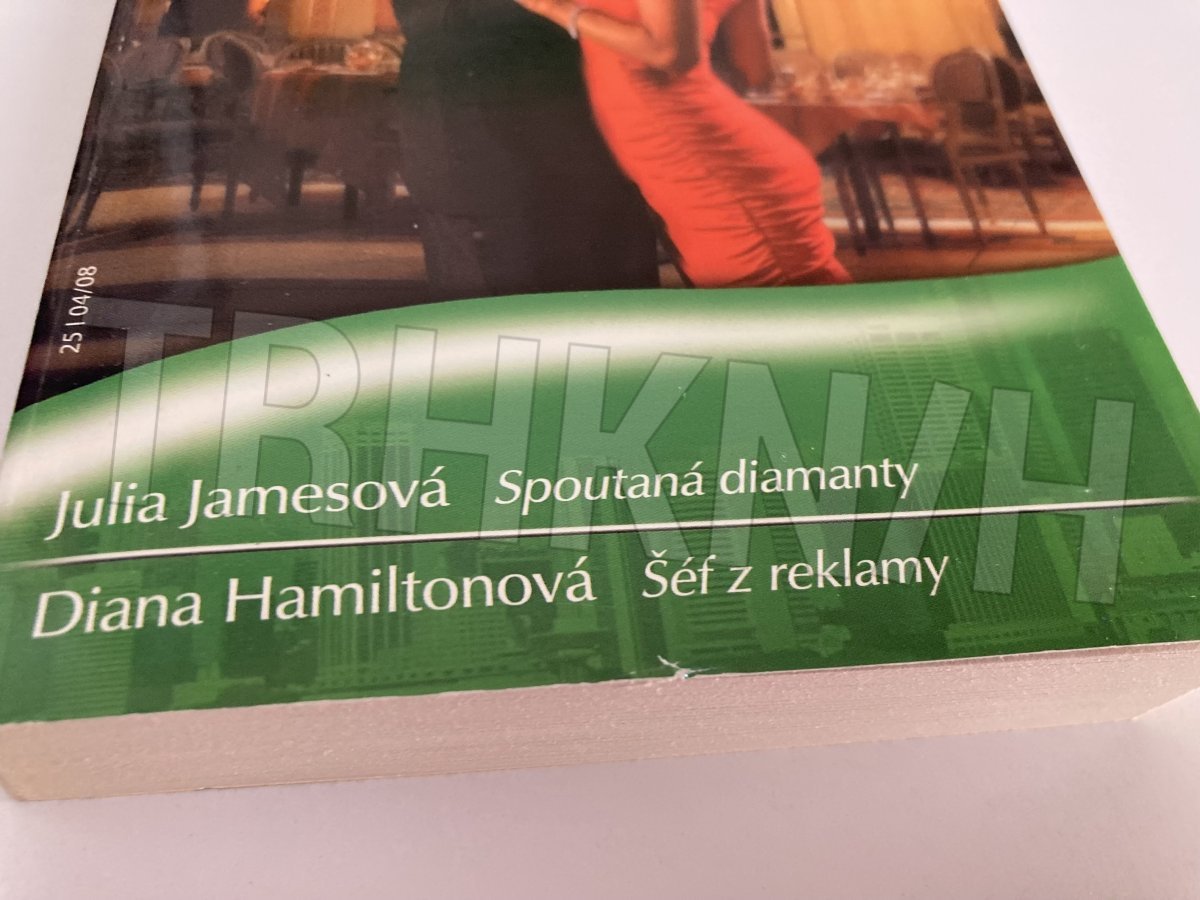 25 | 04/08
TRHKNIH
Julia Jamesová Spoutaná diamanty
Diana Hamiltonová Šéf z reklamy